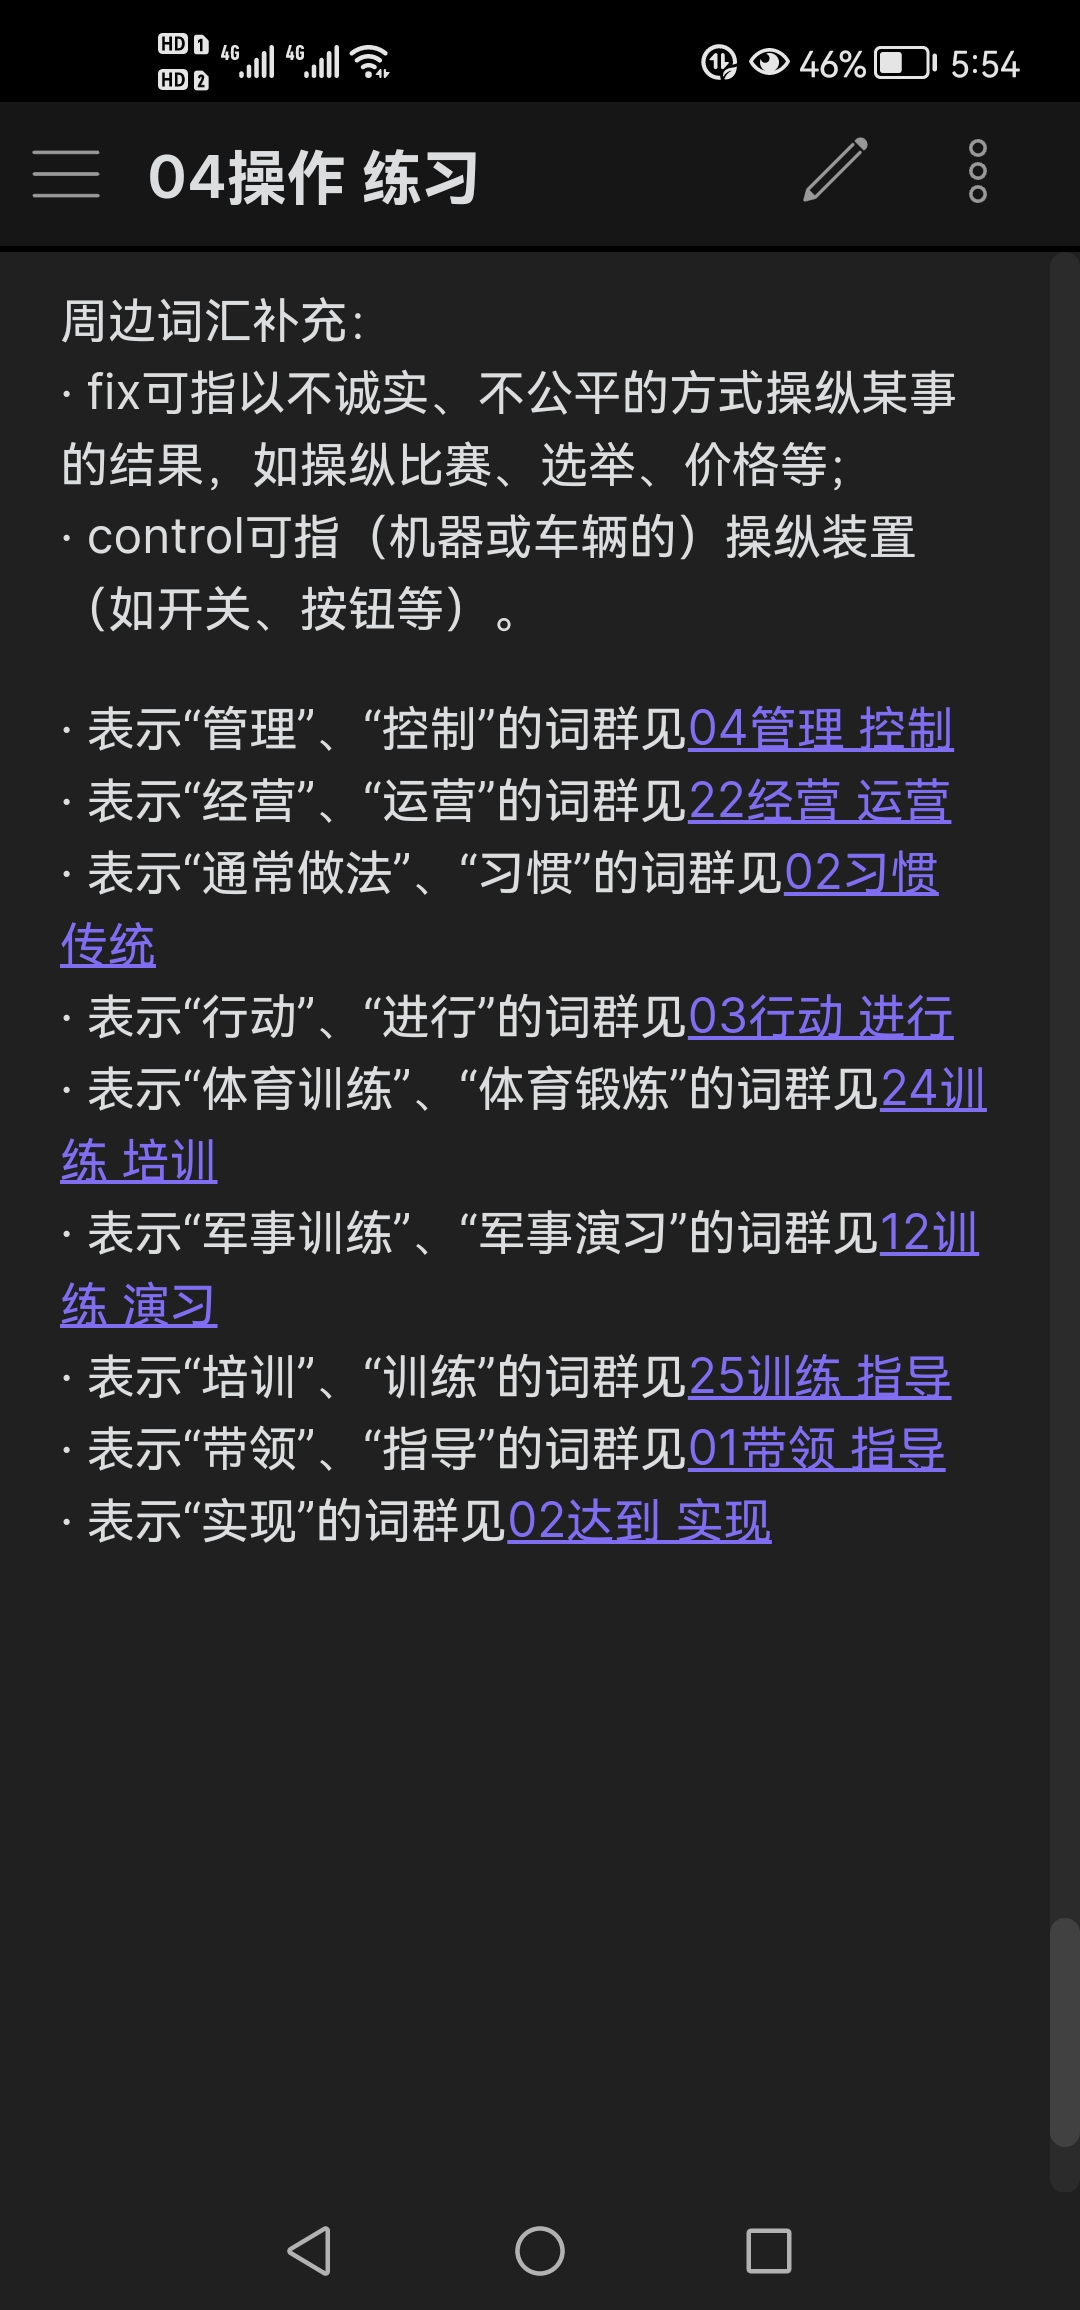 HD 1 4G 4G 46% 5:54
HD 2
04操作 练习
周边词汇补充：
· fix可指以不诚实、不公平的方式操纵某事
的结果，如操纵比赛、选举、价格等；
· control可指（机器或车辆的）操纵装置
（如开关、按钮等）。
· 表示“管理”、“控制”的词群见04管理 控制
· 表示“经营”、“运营”的词群见22经营 运营
· 表示“通常做法”、“习惯”的词群见02习惯
传统
· 表示“行动”、“进行”的词群见03行动 进行
· 表示“体育训练”、“体育锻炼”的词群见24训
练 培训
· 表示“军事训练”、“军事演习”的词群见12训
练 演习
· 表示“培训”、“训练”的词群见25训练 指导
· 表示“带领”、“指导”的词群见01带领 指导
· 表示“实现”的词群见02达到 实现